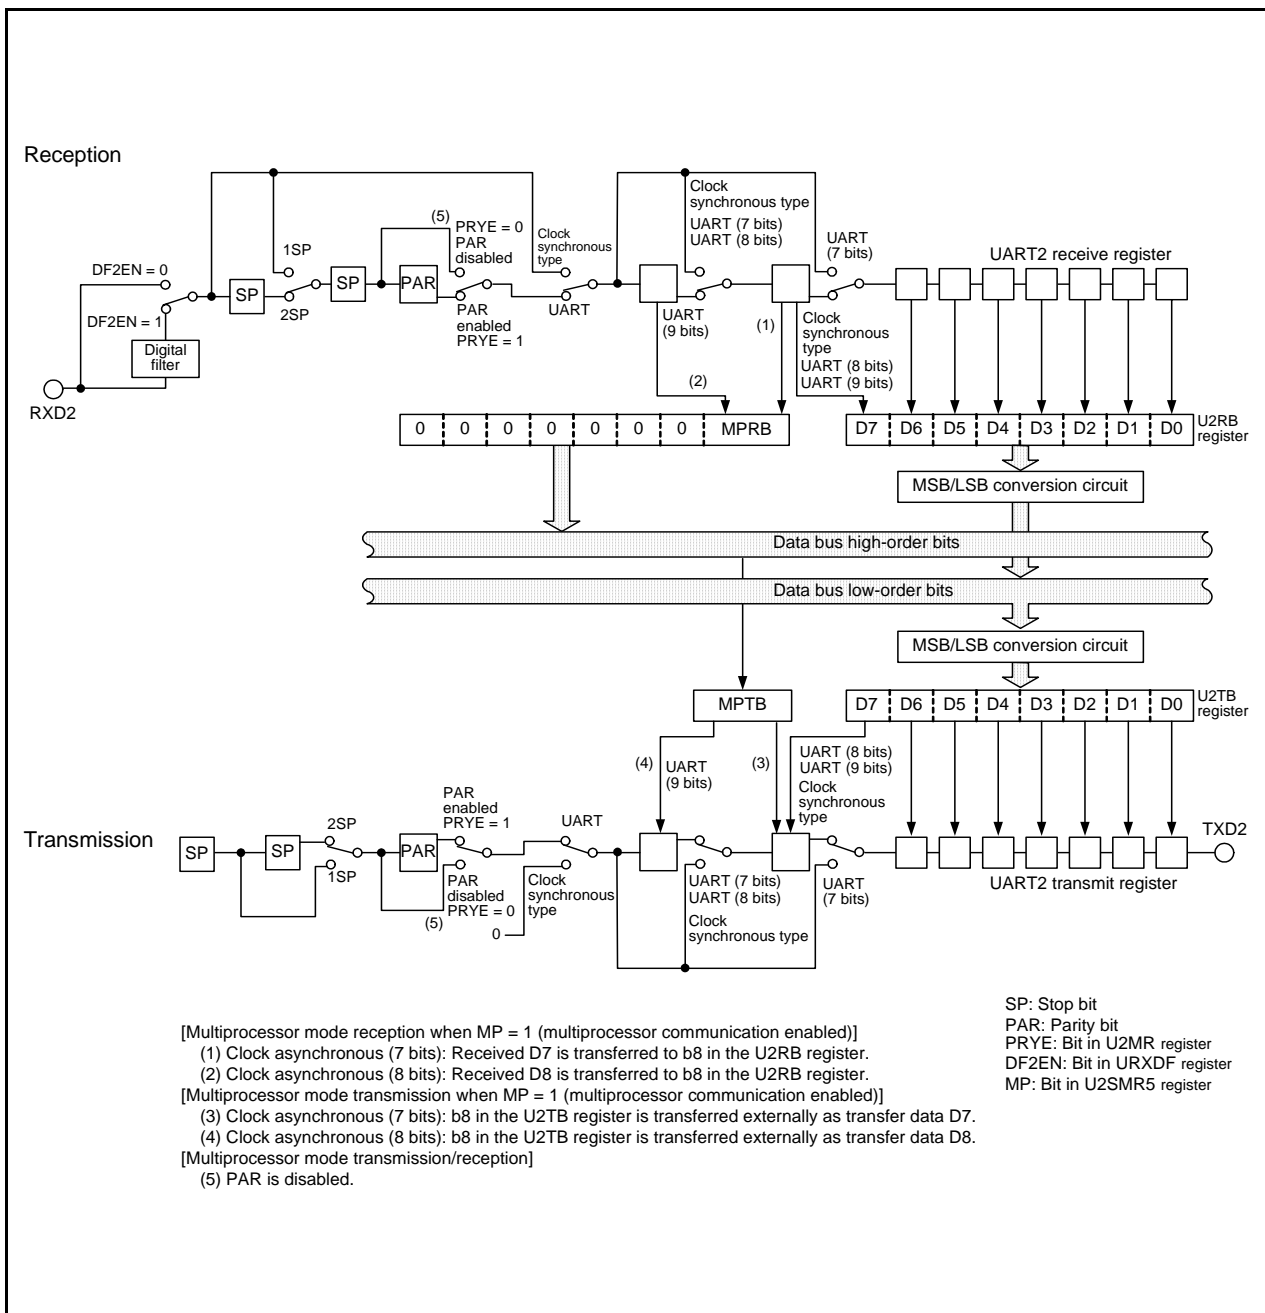 Reception
Clock
synchronous type
UART (7 bits)
UART (8 bits)
(5)
PRYE = 0
PAR
disabled
Clock
synchronous
type
UART
(7 bits)
UART2 receive register
1SP
DF2EN = 0
SP
SP
PAR
2SP
UART
DF2EN = 1
PAR
enabled
PRYE = 1
UART
(9 bits)
(1)
Clock
synchronous
type
UART (8 bits)
UART (9 bits)
Digital
filter
(2)
RXD2
0 0 0 0 0 0 0 MPRB
D7 D6 D5 D4 D3 D2 D1 D0
U2RB
register
MSB/LSB conversion circuit
Data bus high-order bits
Data bus low-order bits
MSB/LSB conversion circuit
MPTB
D7 D6 D5 D4 D3 D2 D1 D0
U2TB
register
(4)
UART
(9 bits)
(3)
UART (8 bits)
UART (9 bits)
Clock
synchronous
type
PAR
enabled
PRYE = 1
2SP
UART
TXD2
Transmission
SP
SP
PAR
1SP
PAR
disabled
PRYE = 0
(5)
Clock
synchronous
type
0
UART (7 bits)
UART (8 bits)
Clock
synchronous type
UART
(7 bits)
UART2 transmit register
SP: Stop bit
PAR: Parity bit
PRYE: Bit in U2MR register
DF2EN: Bit in URXDF register
MP: Bit in U2SMR5 register
[Multiprocessor mode reception when MP = 1 (multiprocessor communication enabled)]
(1) Clock asynchronous (7 bits): Received D7 is transferred to b8 in the U2RB register.
(2) Clock asynchronous (8 bits): Received D8 is transferred to b8 in the U2RB register.
[Multiprocessor mode transmission when MP = 1 (multiprocessor communication enabled)]
(3) Clock asynchronous (7 bits): b8 in the U2TB register is transferred externally as transfer data D7.
(4) Clock asynchronous (8 bits): b8 in the U2TB register is transferred externally as transfer data D8.
[Multiprocessor mode transmission/reception]
(5) PAR is disabled.